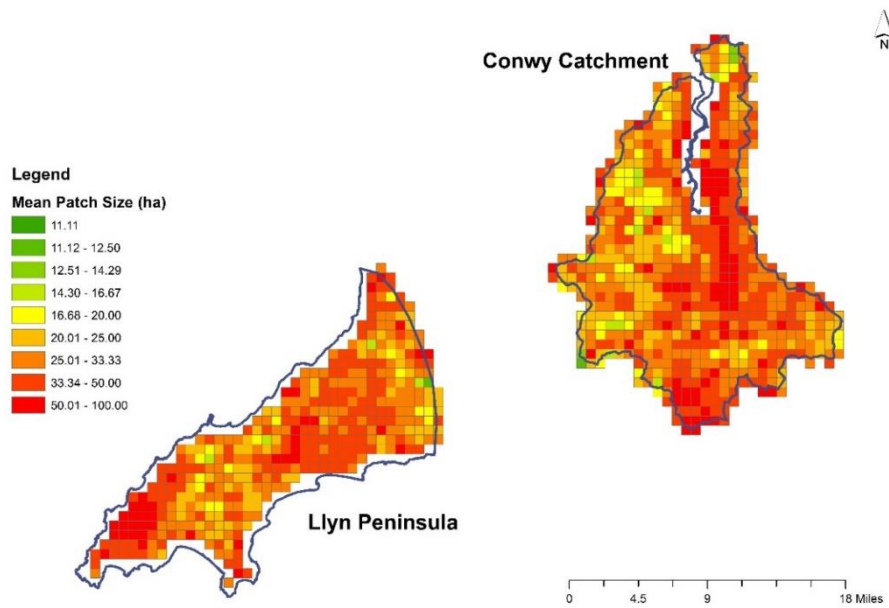 N
Conwy Catchment
Legend
Mean Patch Size (ha)
11.11
11.12 - 12.50
12.51 - 14.29
14.30 - 16.67
16.68 - 20.00
20.01 - 25.00
25.01 - 33.33
33.34 - 50.00
50.01 - 100.00
Llyn Peninsula
0 4.5 9 18 Miles